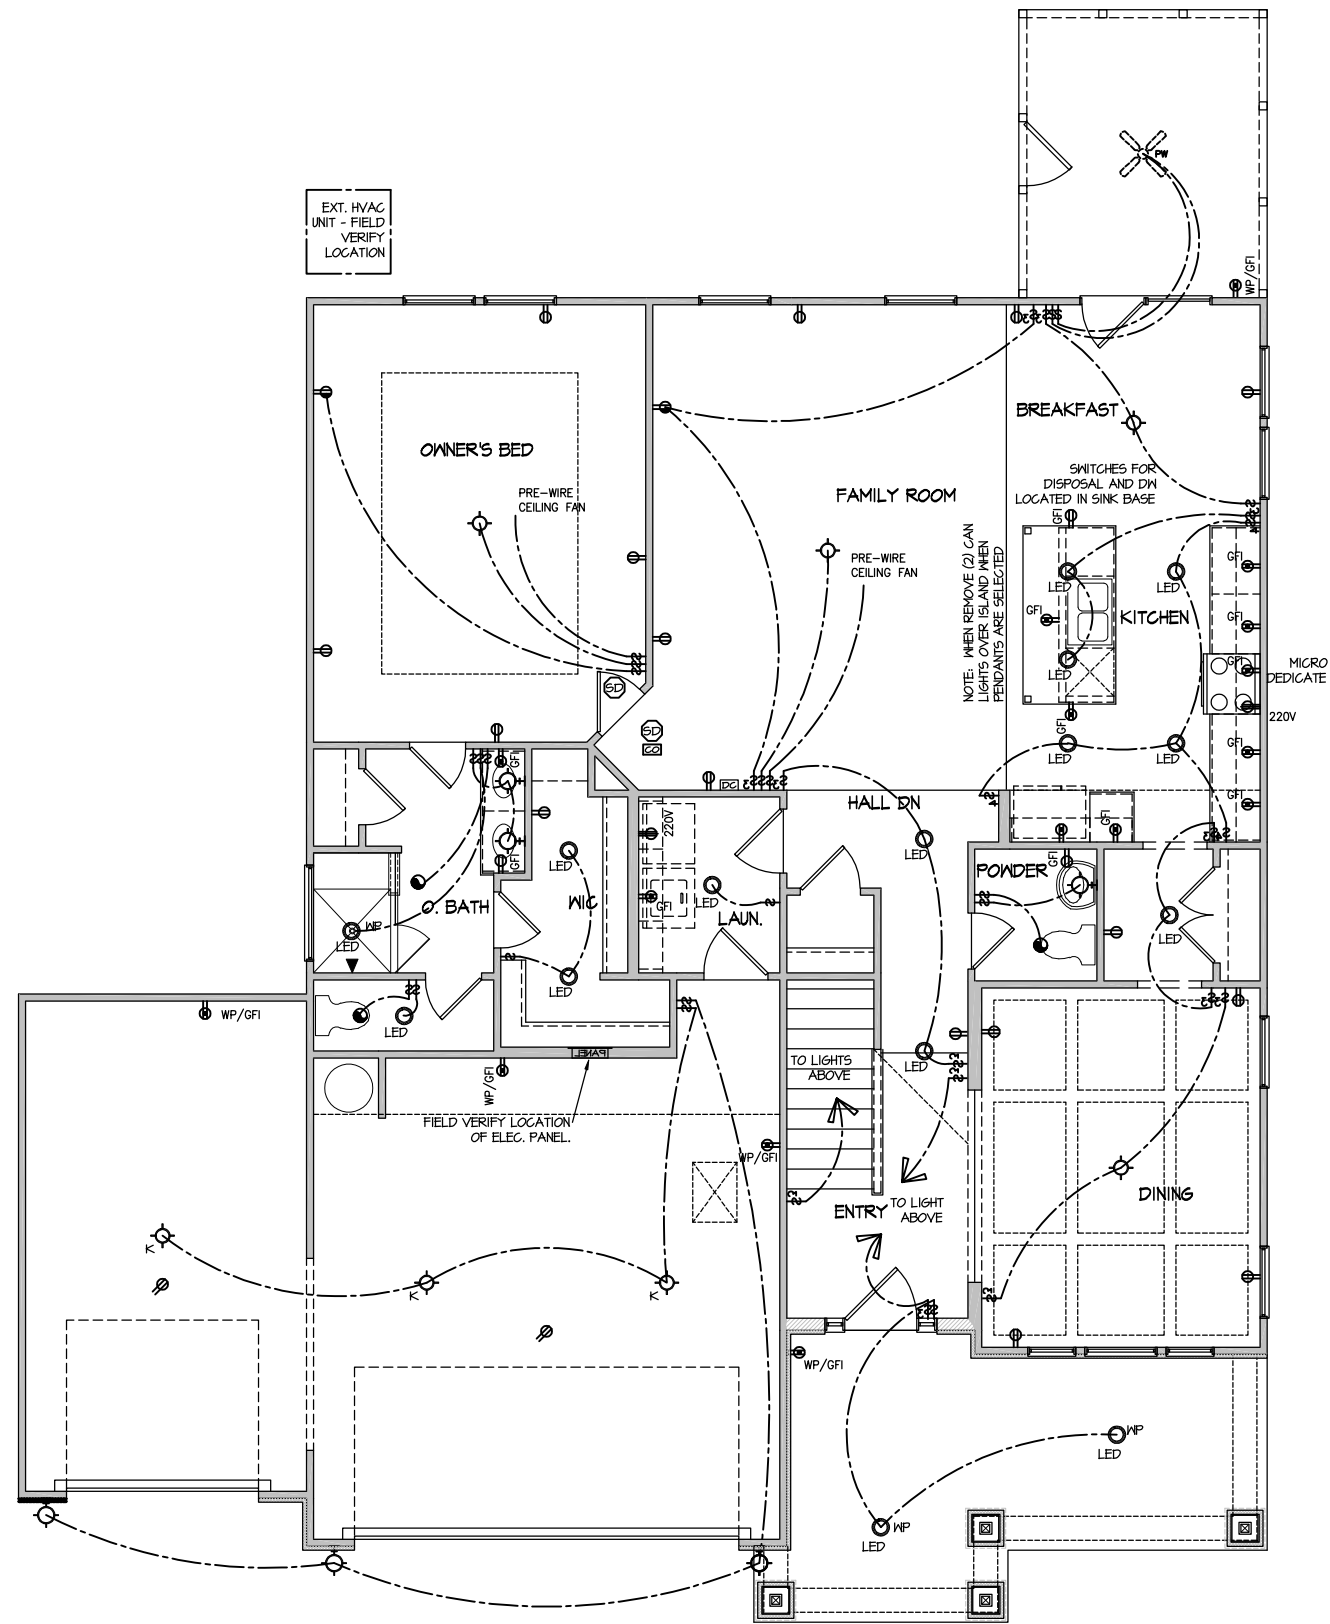 PW
EXT. HVAC
UNIT - FIELD
VERIFY
LOCATION
WP/GFI
BREAKFAST
OWNER'S BED
SWITCHES FOR
DISPOSAL AND DW
LOCATED IN SINK BASE
FAMILY ROOM
PRE-WIRE
CEILING FAN
GFI
NOTE: WHEN REMOVE (2) CAN
LIGHTS OVER ISLAND WHEN
PENDANTS ARE SELECTED
PRE-WIRE
CEILING FAN
GFI
LED
LED
GFI
KITCHEN
GFI
GFI
MICRO
DEDICATE
LED
SD
220V
GFI
SD
CO
GFI
LED
LED
GFI
DC
HALL DN
GFI
GFI
220V
LED
LED
GFI
GFI
POWDER
LED
GFI
O. BATH
WIC
LAUN.
WP
LED
LED
LED
LED
WP/GFI
PANEL
LED
TO LIGHTS
ABOVE
WP/GFI
FIELD VERIFY LOCATION
OF ELEC. PANEL.
WP/GFI
DINING
ENTRY
TO LIGHT
ABOVE
K
K
K
WP/GFI
WP
LED
WP
LED